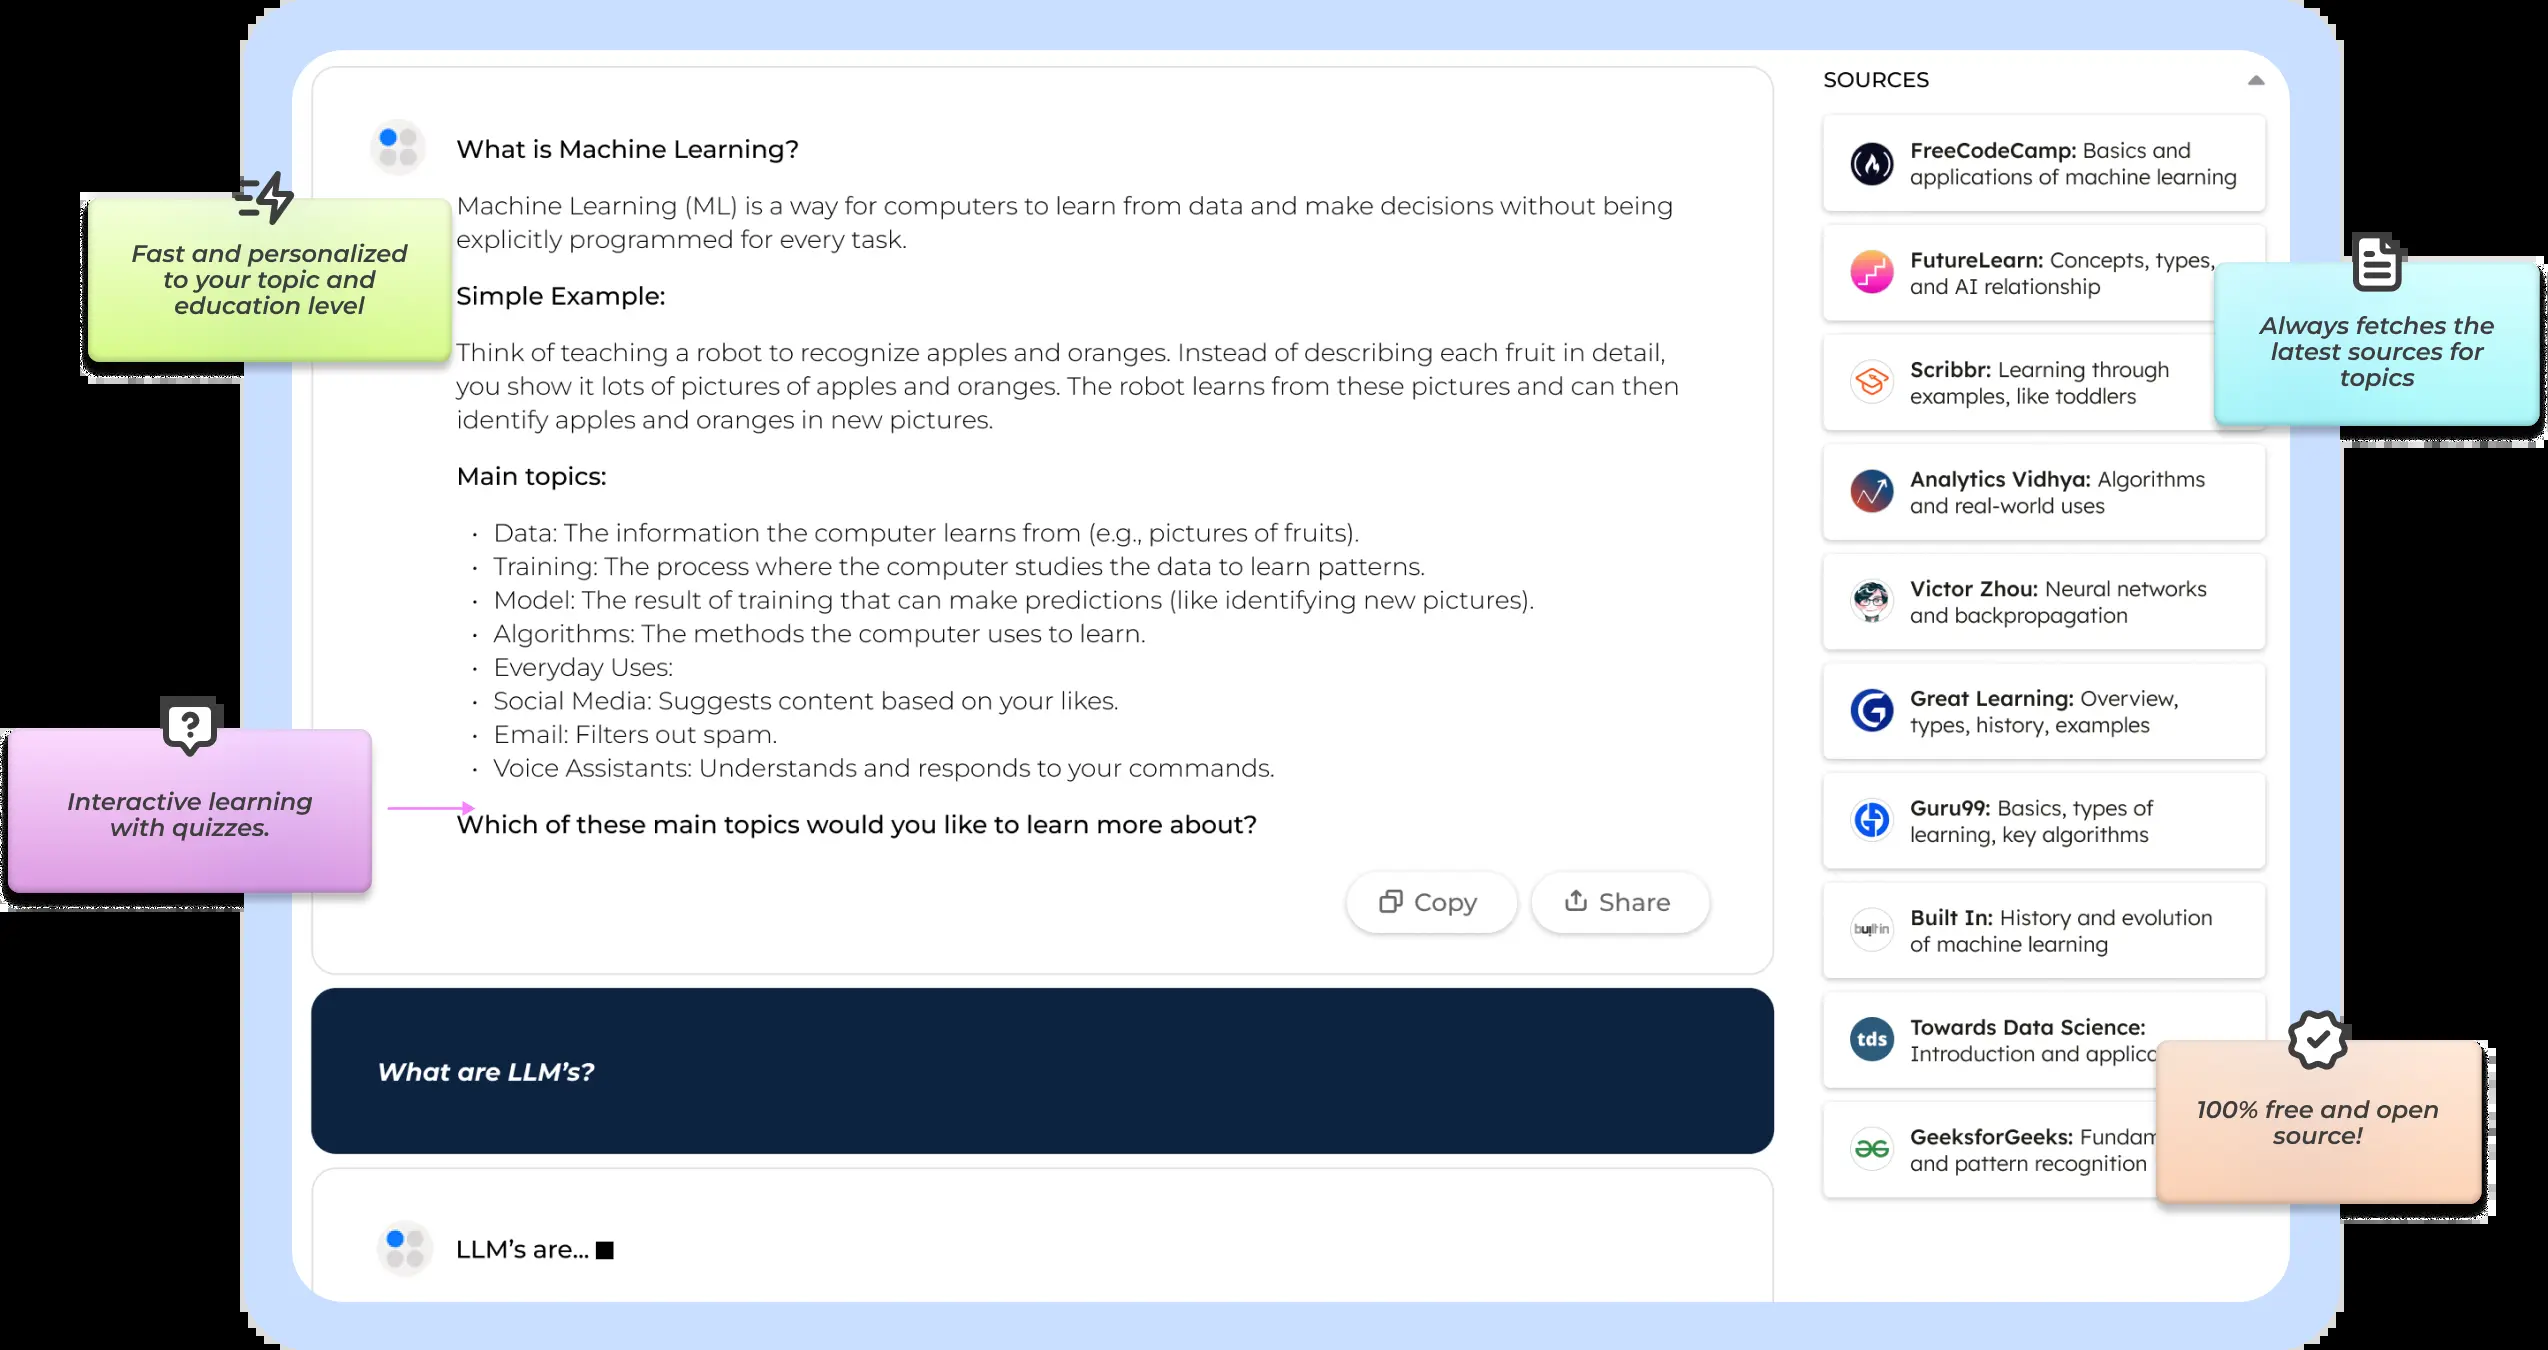 What is Machine Learning?
Machine Learning (ML) is a way for computers to learn from data and make decisions without being
explicitly programmed for every task.
Simple Example:
Think of teaching a robot to recognize apples and oranges. Instead of describing each fruit in detail,
you show it lots of pictures of apples and oranges. The robot learns from these pictures and can then
identify apples and oranges in new pictures.
Main topics:
• Data: The information the computer learns from (e.g., pictures of fruits).
• Training: The process where the computer studies the data to learn patterns.
• Model: The result of training that can make predictions (like identifying new pictures).
• Algorithms: The methods the computer uses to learn.
• Everyday Uses:
• Social Media: Suggests content based on your likes.
• Email: Filters out spam.
• Voice Assistants: Understands and responds to your commands.
Which of these main topics would you like to learn more about?
Copy
Share
What are LLM's?
LLM's are...
Fast and personalized
to your topic and
education level
Interactive learning
with quizzes.
SOURCES
FreeCodeCamp: Basics and
applications of machine learning
FutureLearn: Concepts, types,
and AI relationship
Scribbr: Learning through
examples, like toddlers
Analytics Vidhya: Algorithms
and real-world uses
Victor Zhou: Neural networks
and backpropagation
Great Learning: Overview,
types, history, examples
Guru99: Basics, types of
learning, key algorithms
built in
Built In: History and evolution
of machine learning
tds
Towards Data Science:
Introduction and
GeeksforGeeks:
and pattern recognition
Always fetches the
latest sources for
topics
100% free and open
source!